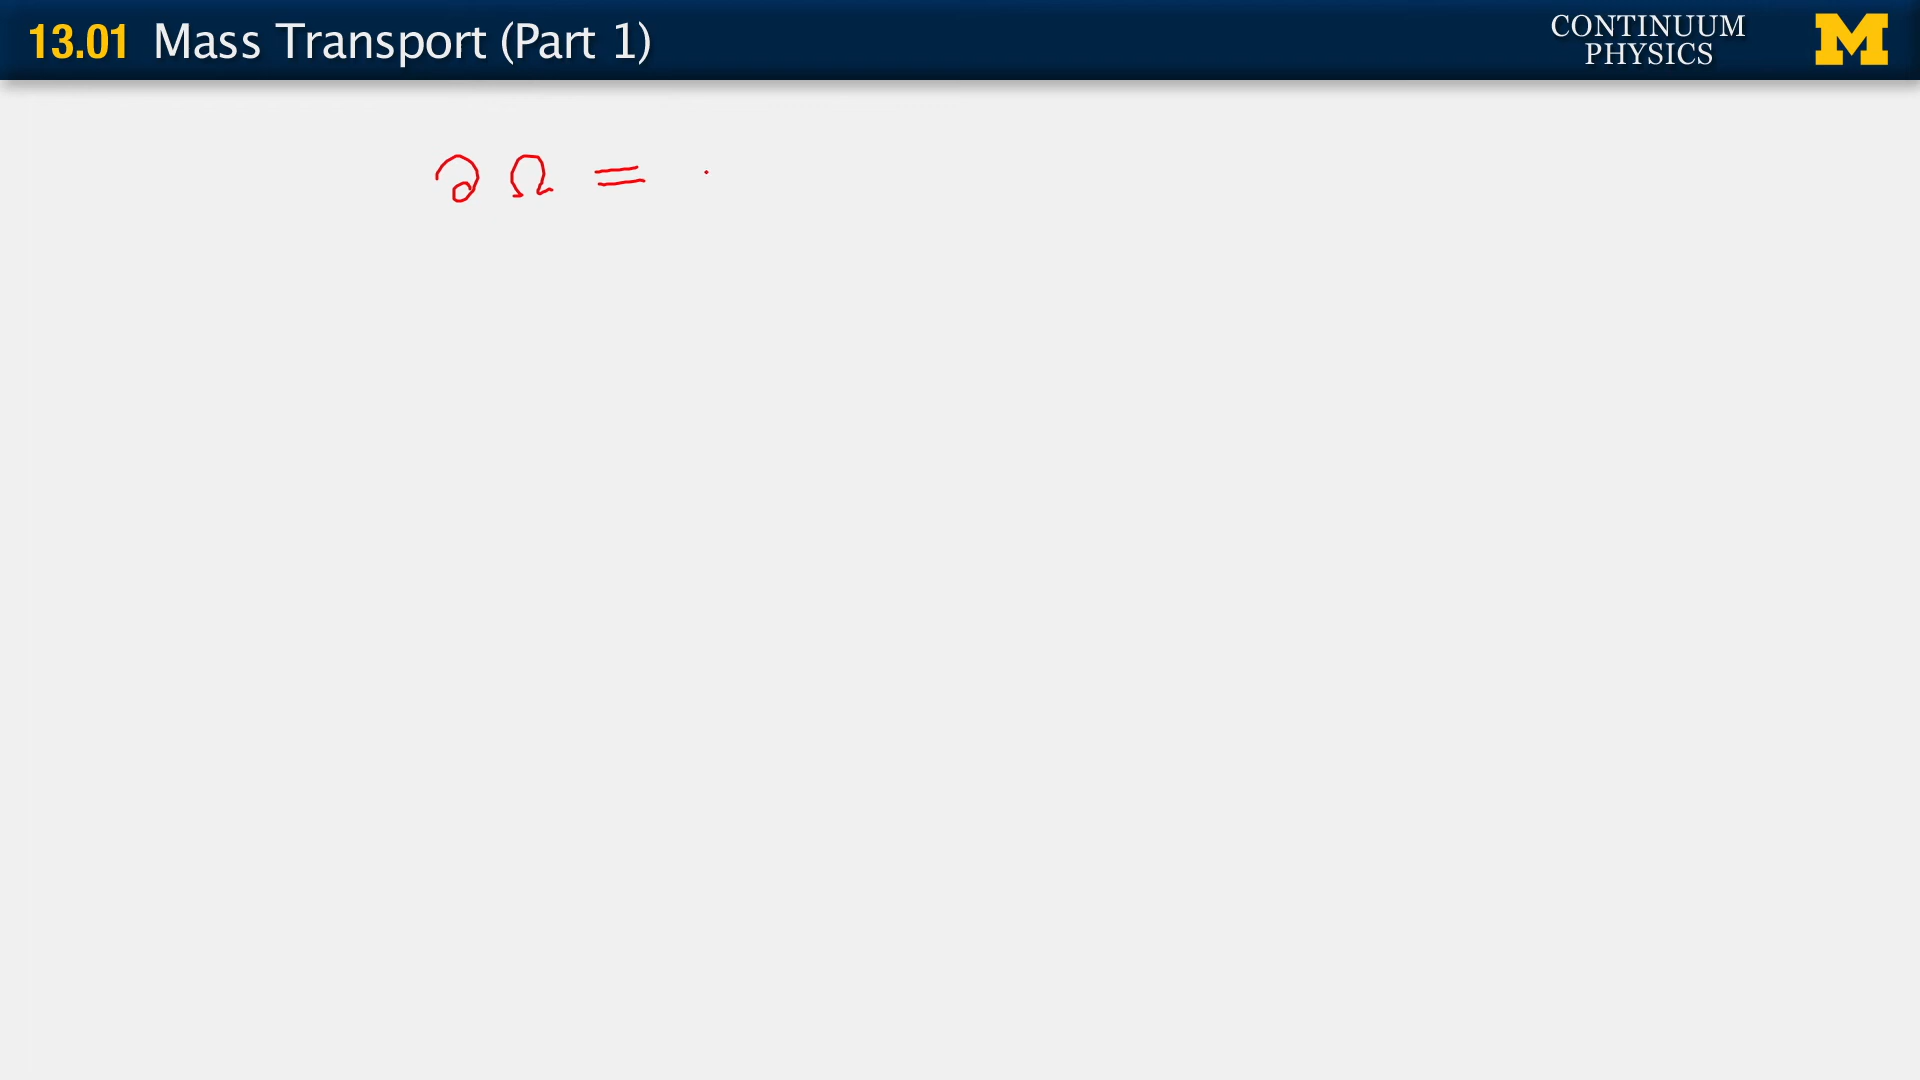 13.01 Mass Transport (Part 1)
CONTINUUM
PHYSICS
M
∂ Ω = ·